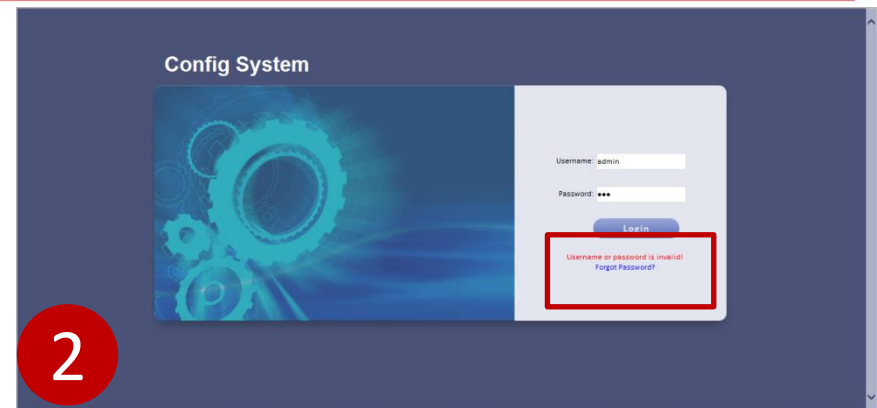 Config System
Username: admin
Password: •••
Login
Username or password is invalid!
Forgot Password?
2